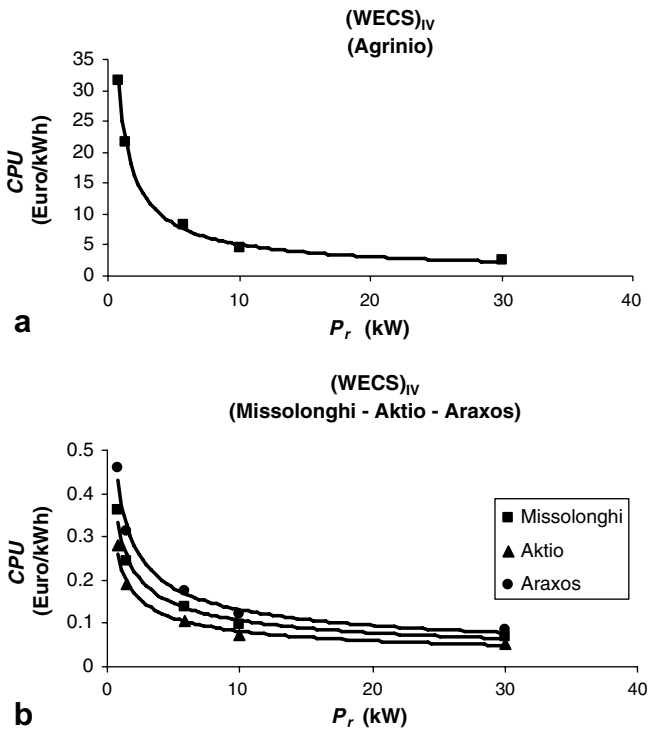 (WECS)IV
(Agrinio)
35
30
25
20
15
10
5
0
CPU
(Euro/kWh)
0 10 20 30 40
Pr (kW)
a
(WECS)IV
(Missolonghi - Aktio - Araxos)
0.5
0.4
0.3
0.2
0.1
0
CPU
(Euro/kWh)
Missolonghi
Aktio
Araxos
0 10 20 30 40
Pr (kW)
b